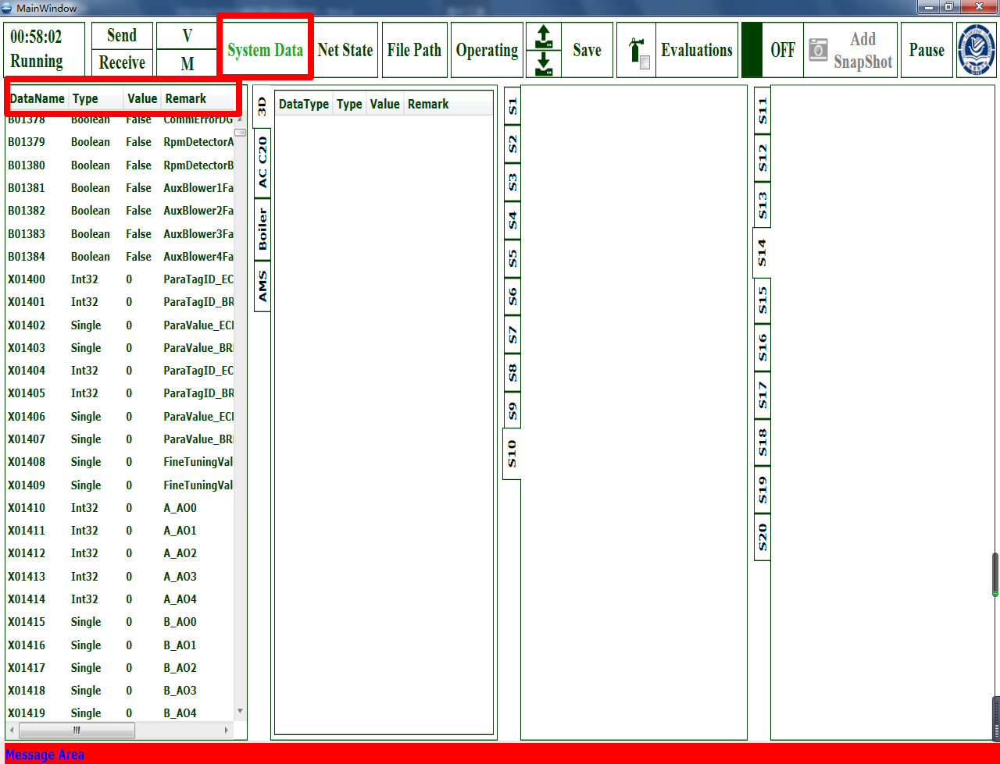 MainWindow
00:58:02
Running
Send
Receive
V
M
System Data
Net State
File Path
Operating
Save
Evaluations
OFF
Add
SnapShot
Pause
DataName Type Value Remark
B01378 Boolean False CommErrorDG
B01379 Boolean False RpmDetectorA
B01380 Boolean False RpmDetectorB
B01381 Boolean False AuxBlower1Fa
B01382 Boolean False AuxBlower2Fa
B01383 Boolean False AuxBlower3Fa
B01384 Boolean False AuxBlower4Fa
X01400 Int32 0 ParaTagID_EC
X01401 Int32 0 ParaTagID_BR
X01402 Single 0 ParaValue_EC
X01403 Single 0 ParaValue_BR
X01404 Int32 0 ParaTagID_EC
X01405 Int32 0 ParaTagID_BR
X01406 Single 0 ParaValue_EC
X01407 Single 0 ParaValue_BR
X01408 Single 0 FineTuningVal
X01409 Single 0 FineTuningVal
X01410 Int32 0 A_AO0
X01411 Int32 0 A_AO1
X01412 Int32 0 A_AO2
X01413 Int32 0 A_AO3
X01414 Int32 0 A_AO4
X01415 Single 0 B_AO0
X01416 Single 0 B_AO1
X01417 Single 0 B_AO2
X01418 Single 0 B_AO3
X01419 Single 0 B_AO4
3D
AC C20
Boiler
AMS
DataType Type Value Remark
S1
S2
S3
S4
S5
S6
S7
S8
S9
S10
S11
S12
S13
S14
S15
S16
S17
S18
S19
S20
Message Area